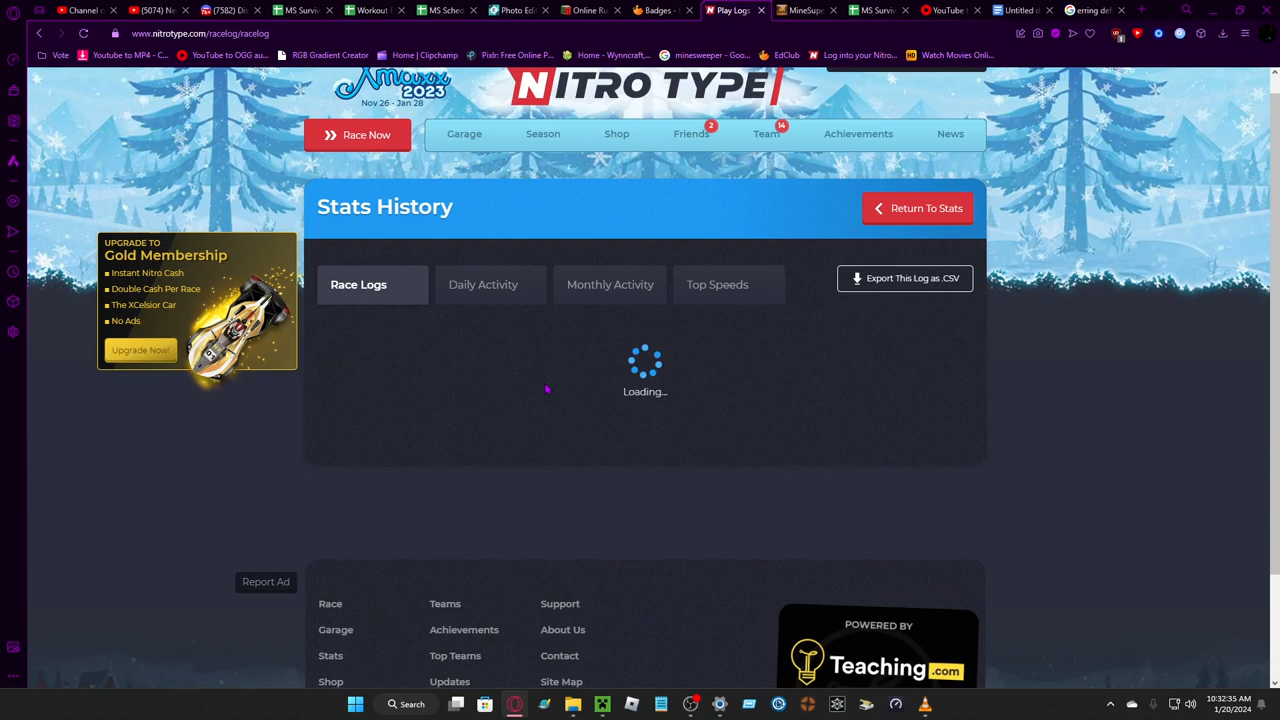 Channel c
(5074) Ne
(7582) Dis
MS Surviv
Workout l
MS Sched
Photo Edi
Online Ru
Badges -
Play Logs
MineSup
MS Surviv
YouTube
Untitled d
erring def
www.nitrotype.com/racelog/racelog
Vote
Youtube to MP4 - C...
YouTube to OGG au...
RGB Gradient Creator
Home | Clipchamp
Pixlr: Free Online P...
Home - Wynncraft,...
minesweeper - Goo...
EdClub
Log into your Nitro...
Watch Movies Onli...
Xmaxx
2023
Nov 26 - Jan 28
NITRO TYPE
Race Now
Garage
Season
Shop
Friends 2
Team 14
Achievements
News
Stats History
Return To Stats
UPGRADE TO
Gold Membership
Instant Nitro Cash
Double Cash Per Race
The XCelsior Car
No Ads
Upgrade Now!
Race Logs
Daily Activity
Monthly Activity
Top Speeds
Export This Log as .CSV
Loading...
Report Ad
Race
Teams
Support
Garage
Achievements
About Us
Stats
Top Teams
Contact
Shop
Updates
Site Map
POWERED BY
Teaching.com
Search
10:32:35 AM
1/20/2024